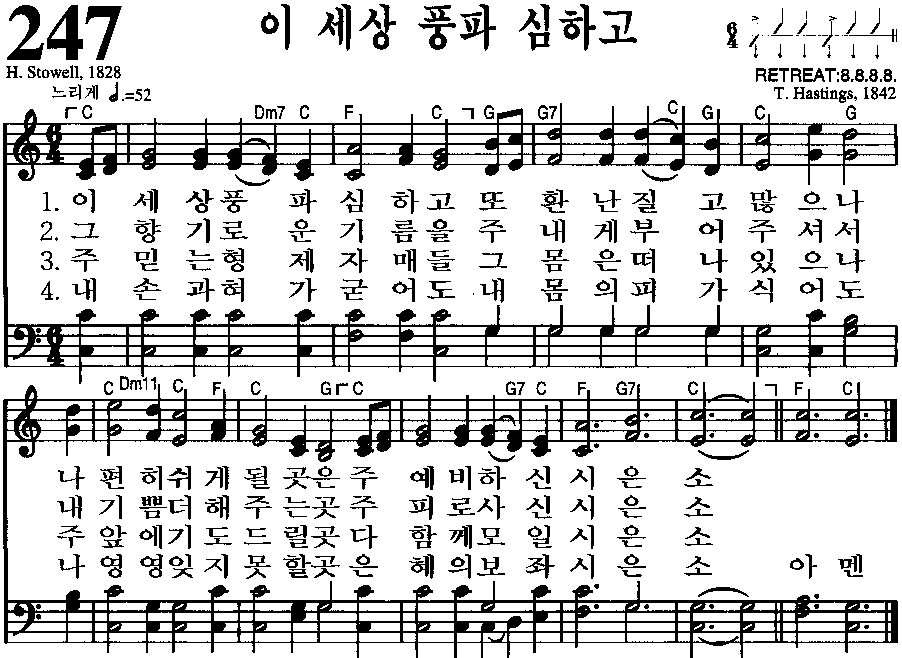 247
이 세상 풍파 심하고
6
4
H. Stowell, 1828
느리게 𝅗𝅥.=52
RETREAT:8.8.8.8.
T. Hastings, 1842
C Dm7 C F C G G7 C G C G
6
4
1. 이 세 상풍 파 심 하고 또 환 난질 고 많 으나
2. 그 향 기로 운 기 름을 주 내 게부 어 주 셔서
3. 주 믿 는형 제 자 매들 그 몸 은떠 나 있 으나
4. 내 손 과혀 가 굳 어도 내 몸 의피 가 식 어도
6
4
C Dm11 C F C G C G7 C F G7 C F C
나 편 히쉬 게 될 곳은 주 예 비하 신 시 은 소
내 기 쁨더 해 주 는곳 주 피 로사 신 시 은 소
주 앞 에기 도 드 릴곳 다 함 께모 일 시 은 소
나 영 영잊 지 못 할곳 은 혜 의보 좌 시 은 소 아 멘